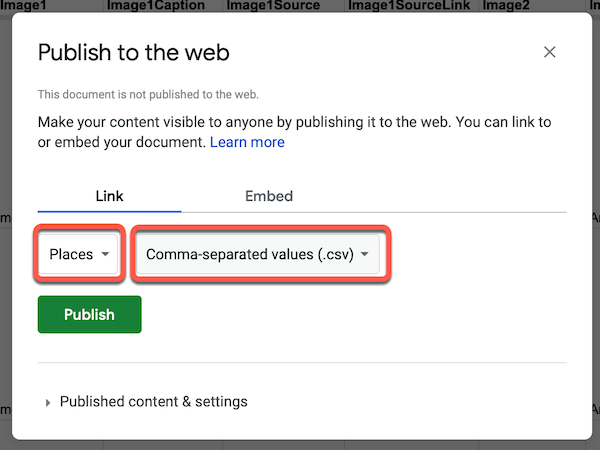 Image1 Image1Caption Image1Source Image1SourceLink Image2
Publish to the web
This document is not published to the web.
Make your content visible to anyone by publishing it to the web. You can link to
or embed your document. Learn more
Link Embed
Places Comma-separated values (.csv)
Publish
Published content & settings